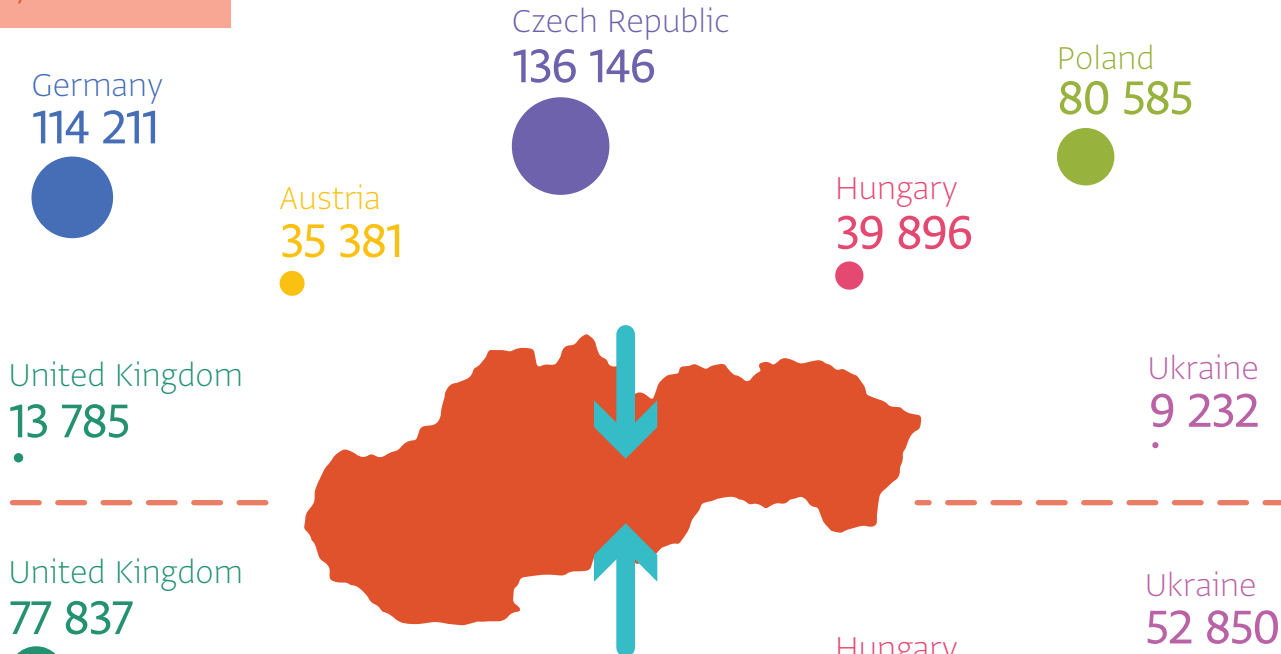 Czech Republic
136 146
Germany
114 211
Poland
80 585
Austria
35 381
Hungary
39 896
United Kingdom
13 785
Ukraine
9 232
United Kingdom
77 837
Ukraine
52 850
Hungary